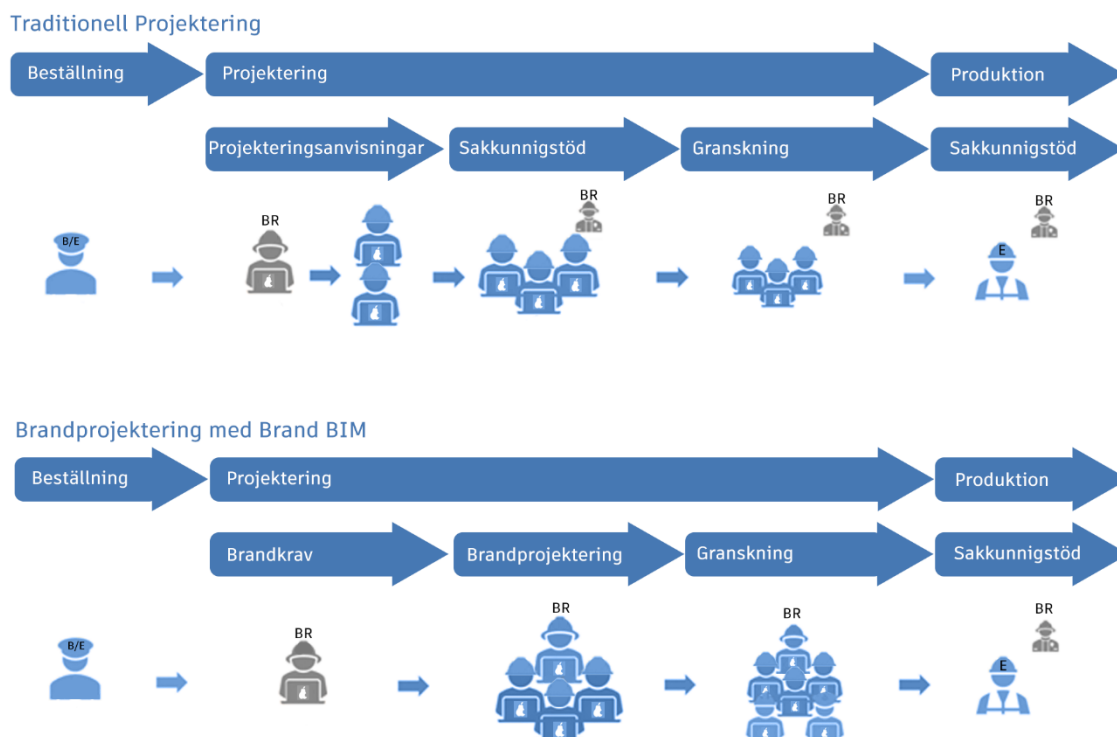 Traditionell Projektering
Beställning
Projektering
Produktion
Projekteringsanvisningar
Sakkunnigstöd
Granskning
Sakkunnigstöd
B/E
BR
BR
BR
BR
E
Brandprojektering med Brand BIM
Beställning
Projektering
Produktion
Brandkrav
Brandprojektering
Granskning
Sakkunnigstöd
B/E
BR
BR
BR
BR
E